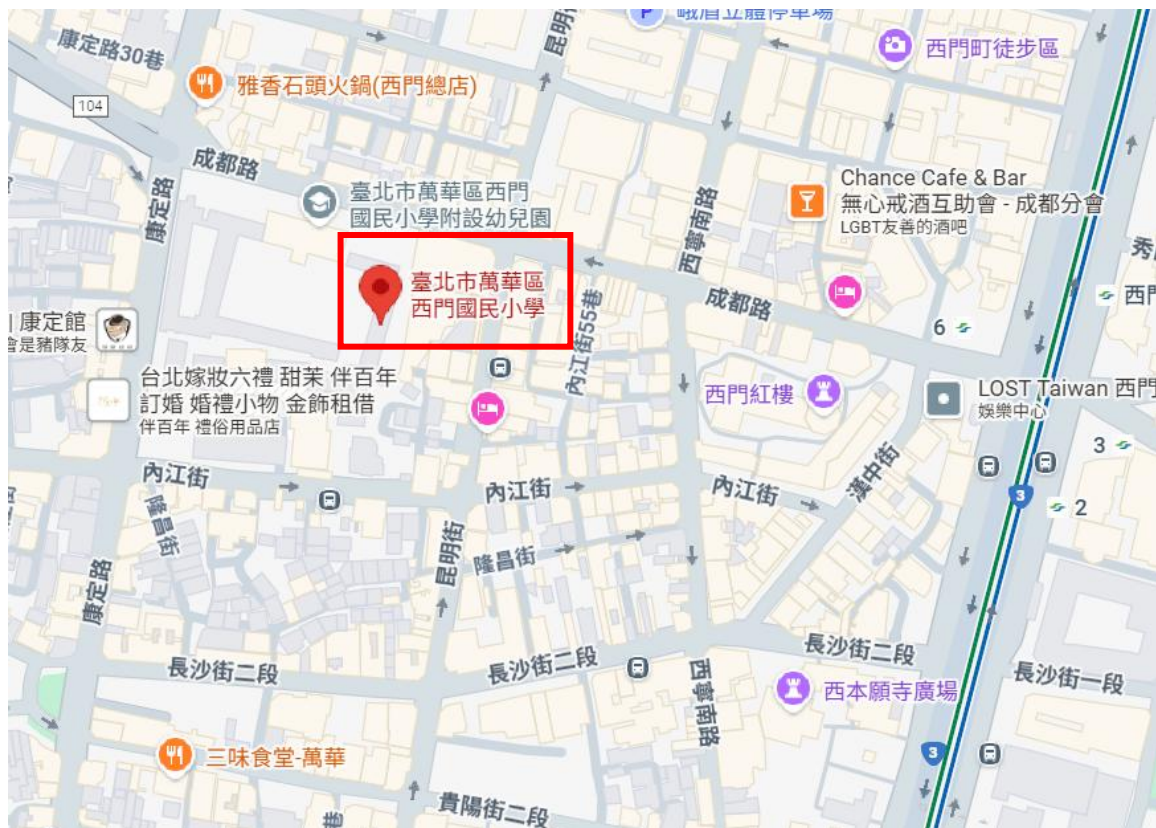 峨眉立體停車場
P
康定路30巷
昆明
西門町徒步區
雅香石頭火鍋(西門總店)
104
成都路
康定路
臺北市萬華區西門
國民小學附設幼兒園
西寧南路
Chance Cafe & Bar
無心戒酒互助會 - 成都分會
LGBT友善的酒吧
秀
臺北市萬華區
西門國民小學
內江街55巷
成都路
西門
6
| 康定館
會是豬隊友
台北嫁妝六禮 甜茉 伴百年
訂婚 婚禮小物 金飾租借
伴百年 禮俗用品店
西門紅樓
LOST Taiwan 西門
娛樂中心
3
內江街
內江街
內江街
漢中街
3
2
隆昌街
隆昌街
昆明街
康定路
長沙街二段
長沙街二段
長沙街二段
長沙街一段
西寧南路
西本願寺廣場
三味食堂-萬華
3
貴陽街二段
巷